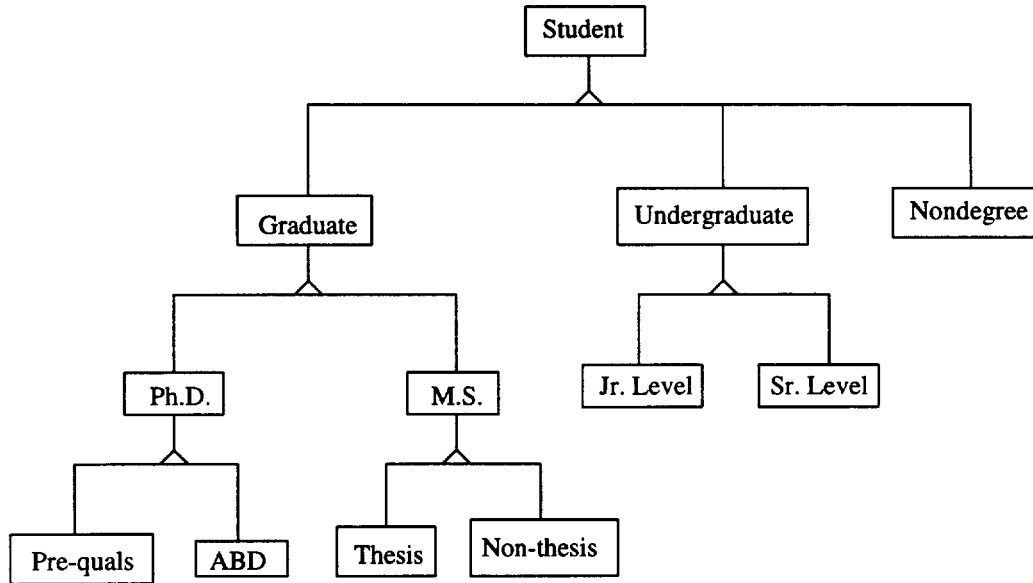 Student
Graduate
Undergraduate
Nondegree
Ph.D.
M.S.
Jr. Level
Sr. Level
Pre-quals
ABD
Thesis
Non-thesis